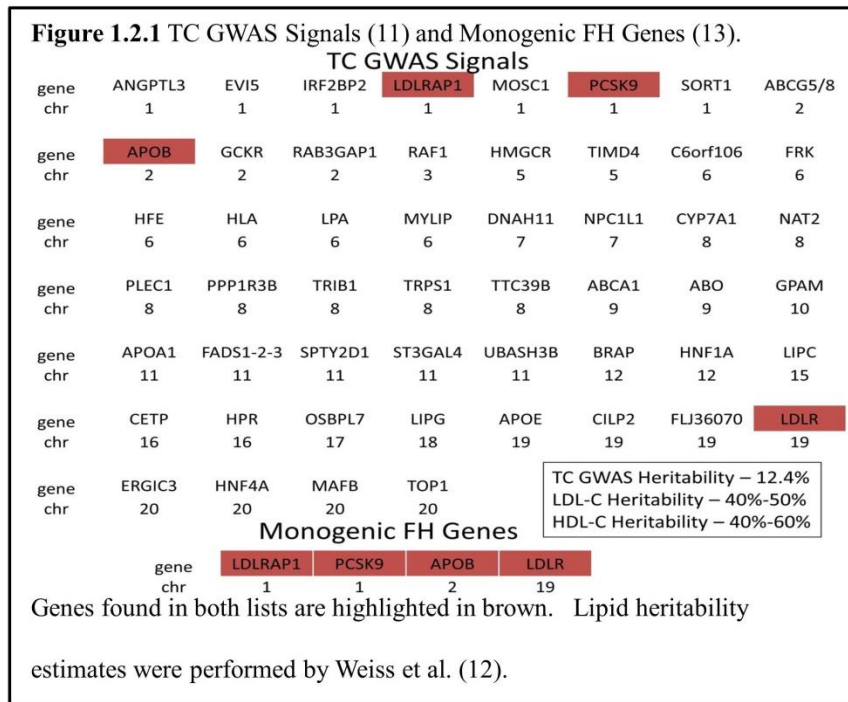 Figure 1.2.1 TC GWAS Signals (11) and Monogenic FH Genes (13).
TC GWAS Signals
gene ANGPTL3 EVI5 IRF2BP2 LDLRAP1 MOSC1 PCSK9 SORT1 ABCG5/8
chr 1 1 1 1 1 1 1 2
gene APOB GCKR RAB3GAP1 RAF1 HMGCR TIMD4 C6orf106 FRK
chr 2 2 2 3 5 5 6 6
gene HFE HLA LPA MYLIP DNAH11 NPC1L1 CYP7A1 NAT2
chr 6 6 6 6 7 7 8 8
gene PLEC1 PPP1R3B TRIB1 TRPS1 TTC39B ABCA1 ABO GPAM
chr 8 8 8 8 8 9 9 10
gene APOA1 FADS1-2-3 SPTY2D1 ST3GAL4 UBASH3B BRAP HNF1A LIPC
chr 11 11 11 11 11 12 12 15
gene CETP HPR OSBPL7 LIPG APOE CILP2 FLJ36070 LDLR
chr 16 16 17 18 19 19 19 19
gene ERGIC3 HNF4A MAFB TOP1
chr 20 20 20 20
TC GWAS Heritability – 12.4%
LDL-C Heritability – 40%-50%
HDL-C Heritability – 40%-60%
Monogenic FH Genes
gene LDLRAP1 PCSK9 APOB LDLR
chr 1 1 2 19
Genes found in both lists are highlighted in brown. Lipid heritability
estimates were performed by Weiss et al. (12).